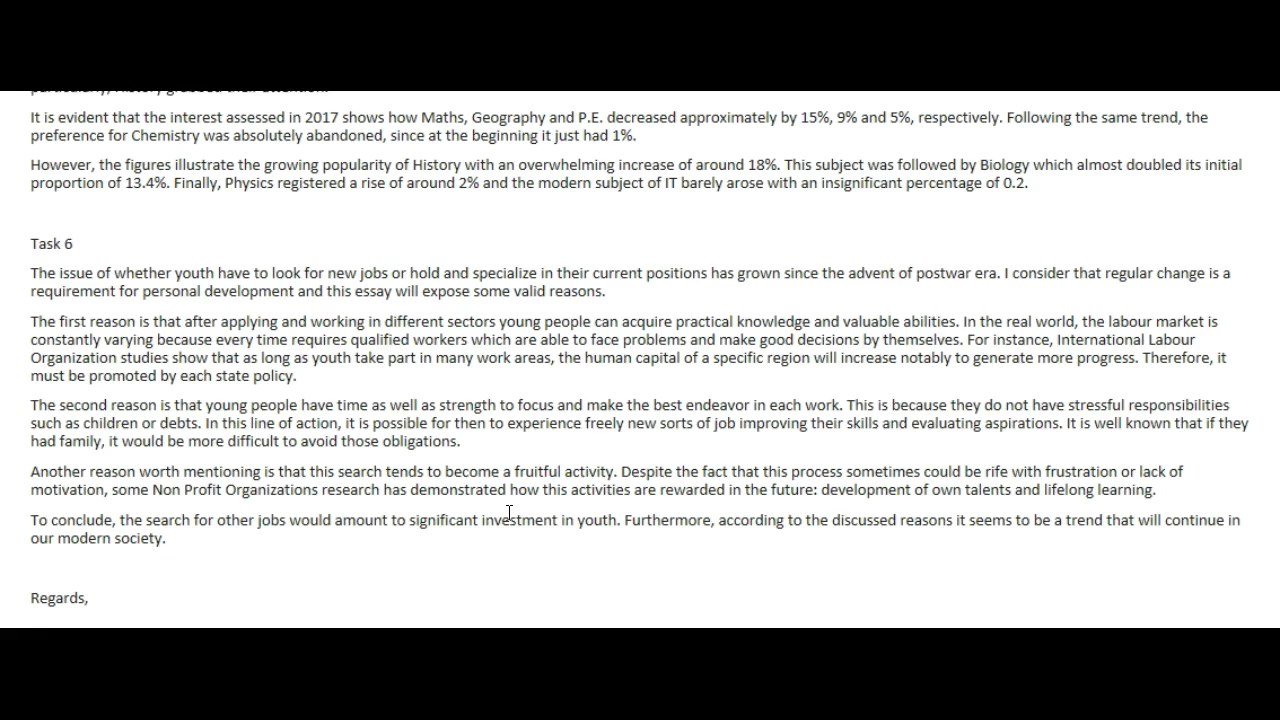 It is evident that the interest assessed in 2017 shows how Maths, Geography and P.E. decreased approximately by 15%, 9% and 5%, respectively. Following the same trend, the
preference for Chemistry was absolutely abandoned, since at the beginning it just had 1%.
However, the figures illustrate the growing popularity of History with an overwhelming increase of around 18%. This subject was followed by Biology which almost doubled its initial
proportion of 13.4%. Finally, Physics registered a rise of around 2% and the modern subject of IT barely arose with an insignificant percentage of 0.2.
Task 6
The issue of whether youth have to look for new jobs or hold and specialize in their current positions has grown since the advent of postwar era. I consider that regular change is a
requirement for personal development and this essay will expose some valid reasons.
The first reason is that after applying and working in different sectors young people can acquire practical knowledge and valuable abilities. In the real world, the labour market is
constantly varying because every time requires qualified workers which are able to face problems and make good decisions by themselves. For instance, International Labour
Organization studies show that as long as youth take part in many work areas, the human capital of a specific region will increase notably to generate more progress. Therefore, it
must be promoted by each state policy.
The second reason is that young people have time as well as strength to focus and make the best endeavor in each work. This is because they do not have stressful responsibilities
such as children or debts. In this line of action, it is possible for then to experience freely new sorts of job improving their skills and evaluating aspirations. It is well known that if they
had family, it would be more difficult to avoid those obligations.
Another reason worth mentioning is that this search tends to become a fruitful activity. Despite the fact that this process sometimes could be rife with frustration or lack of
motivation, some Non Profit Organizations research has demonstrated how this activities are rewarded in the future: development of own talents and lifelong learning.
To conclude, the search for other jobs would amount to significant investment in youth. Furthermore, according to the discussed reasons it seems to be a trend that will continue in
our modern society.
Regards,